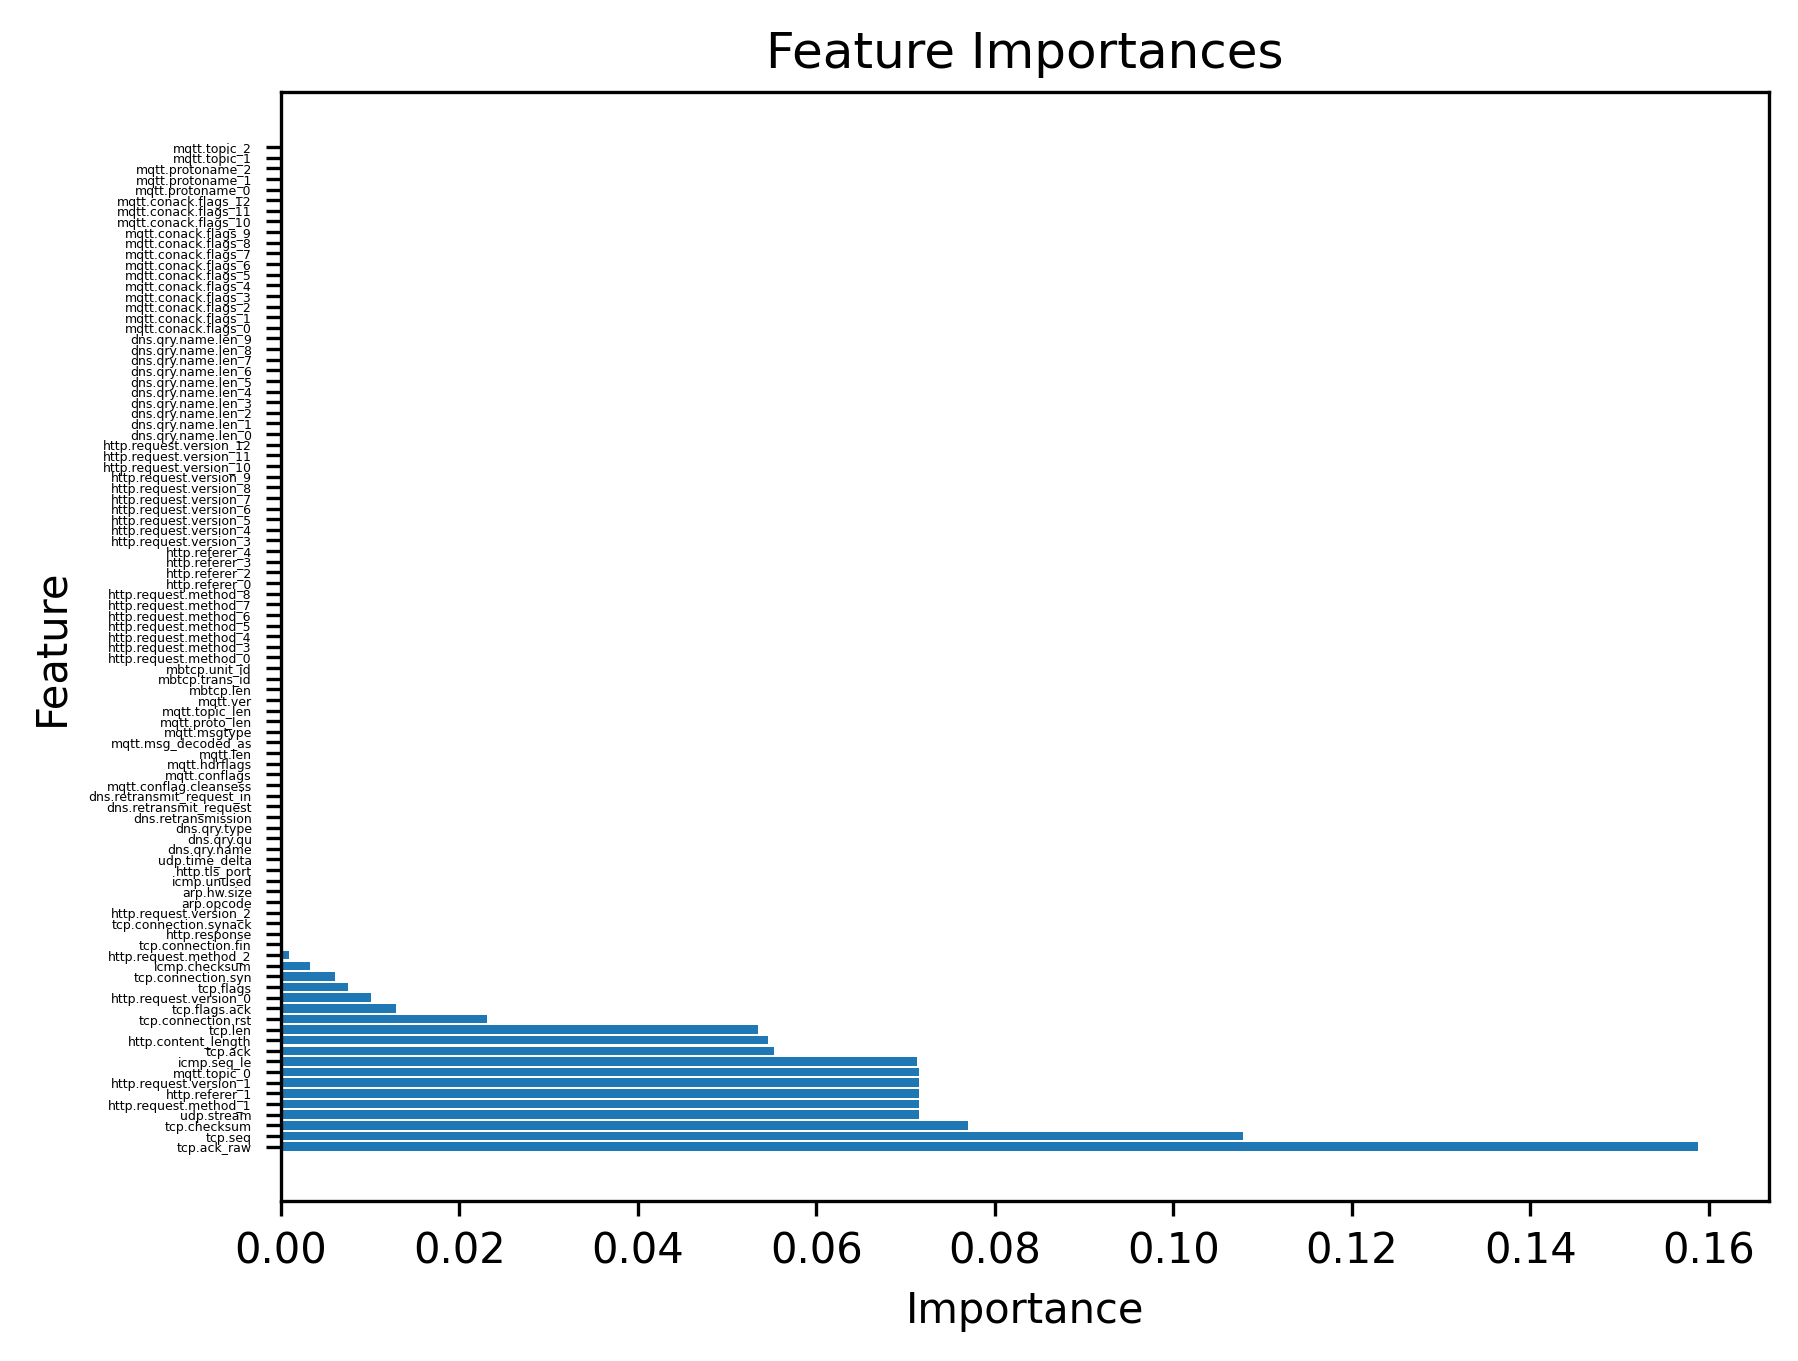 Feature Importances
mqtt.topic_2
mqtt.topic_1
mqtt.protoname_2
mqtt.protoname_1
mqtt.protoname_0
mqtt.conack.flags_12
mqtt.conack.flags_11
mqtt.conack.flags_10
mqtt.conack.flags_9
mqtt.conack.flags_8
mqtt.conack.flags_7
mqtt.conack.flags_6
mqtt.conack.flags_5
mqtt.conack.flags_4
mqtt.conack.flags_3
mqtt.conack.flags_2
mqtt.conack.flags_1
mqtt.conack.flags_0
dns.qry.name.len_9
dns.qry.name.len_8
dns.qry.name.len_7
dns.qry.name.len_6
dns.qry.name.len_5
dns.qry.name.len_4
dns.qry.name.len_3
dns.qry.name.len_2
dns.qry.name.len_1
dns.qry.name.len_0
http.request.version_12
http.request.version_11
http.request.version_10
http.request.version_9
http.request.version_8
http.request.version_7
http.request.version_6
http.request.version_5
http.request.version_4
http.request.version_3
http.referer_4
http.referer_3
http.referer_2
http.referer_0
http.request.method_8
http.request.method_7
http.request.method_6
http.request.method_5
http.request.method_4
http.request.method_3
http.request.method_0
mbtcp.unit_id
mbtcp.trans_id
mbtcp.len
mqtt.ver
mqtt.topic_len
mqtt.proto_len
mqtt.msgtype
mqtt.msg_decoded_as
mqtt.len
mqtt.hdrflags
mqtt.conflags
mqtt.conflag.cleansess
dns.retransmit_request_in
dns.retransmit_request
dns.retransmission
dns.qry.type
dns.qry.qu
dns.qry.name
udp.time_delta
http.tls_port
icmp.unused
arp.hw.size
arp.opcode
http.request.version_2
tcp.connection.synack
http.response
tcp.connection.fin
http.request.method_2
icmp.checksum
tcp.connection.syn
tcp.flags
http.request.version_0
tcp.flags.ack
tcp.connection.rst
tcp.len
http.content_length
tcp.ack
icmp.seq_le
mqtt.topic_0
http.request.version_1
http.referer_1
http.request.method_1
udp.stream
tcp.checksum
tcp.seq
tcp.ack_raw
Feature
0.00 0.02 0.04 0.06 0.08 0.10 0.12 0.14 0.16
Importance